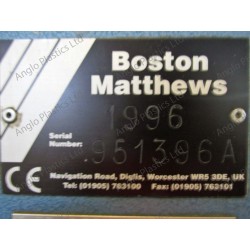 Boston
Matthews
1996
Serial
Number:
951396A
CE
Navigation Road, Diglis, Worcester WR5 3DE, UK
Tel: (01905) 763100 Fax: (01905) 763101
Anglo Plastics Ltd